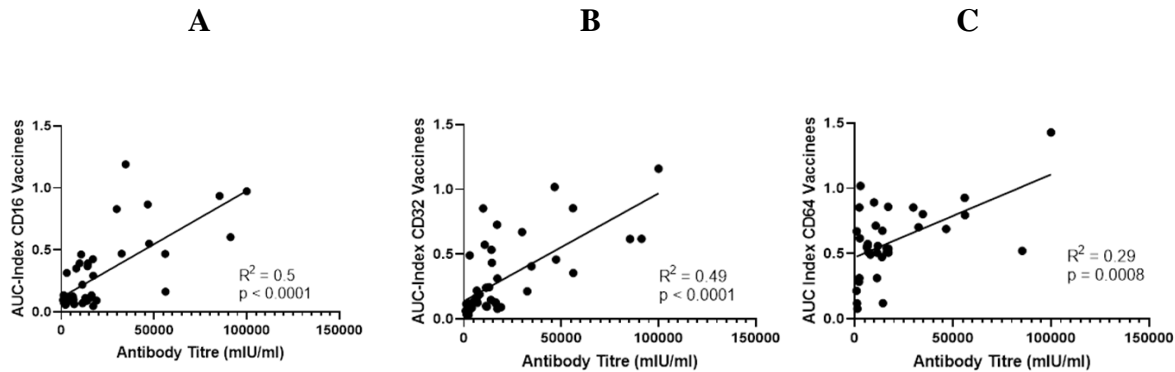 A
B
C
AUC-Index CD16 Vaccinees
1.5
1.0
0.5
0.0
0
50000
100000
150000
Antibody Titre (mIU/ml)
R² = 0.5
p < 0.0001
AUC-Index CD32 Vaccinees
1.5
1.0
0.5
0.0
0
50000
100000
150000
Antibody Titre (mIU/ml)
R² = 0.49
p < 0.0001
AUC Index CD64 Vaccinees
1.5
1.0
0.5
0.0
0
50000
100000
150000
Antibody Titre (mIU/ml)
R² = 0.29
p = 0.0008